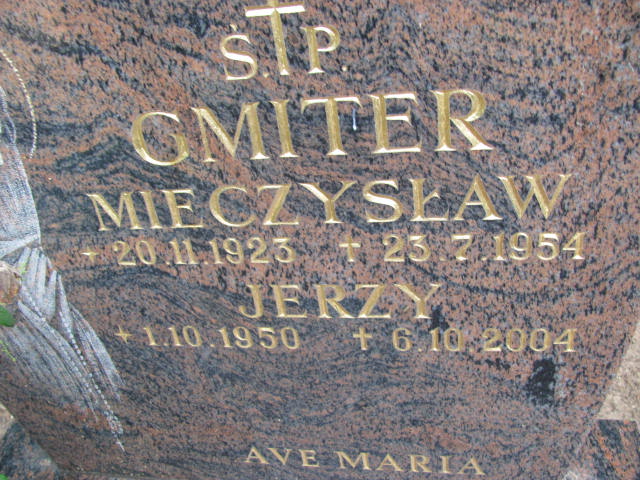 Ś.†P.
GMITER
MIECZYSŁAW
+ 20.11.1923 † 23.7.1954
JERZY
+ 1.10.1950 † 6.10.2004
AVE MARIA